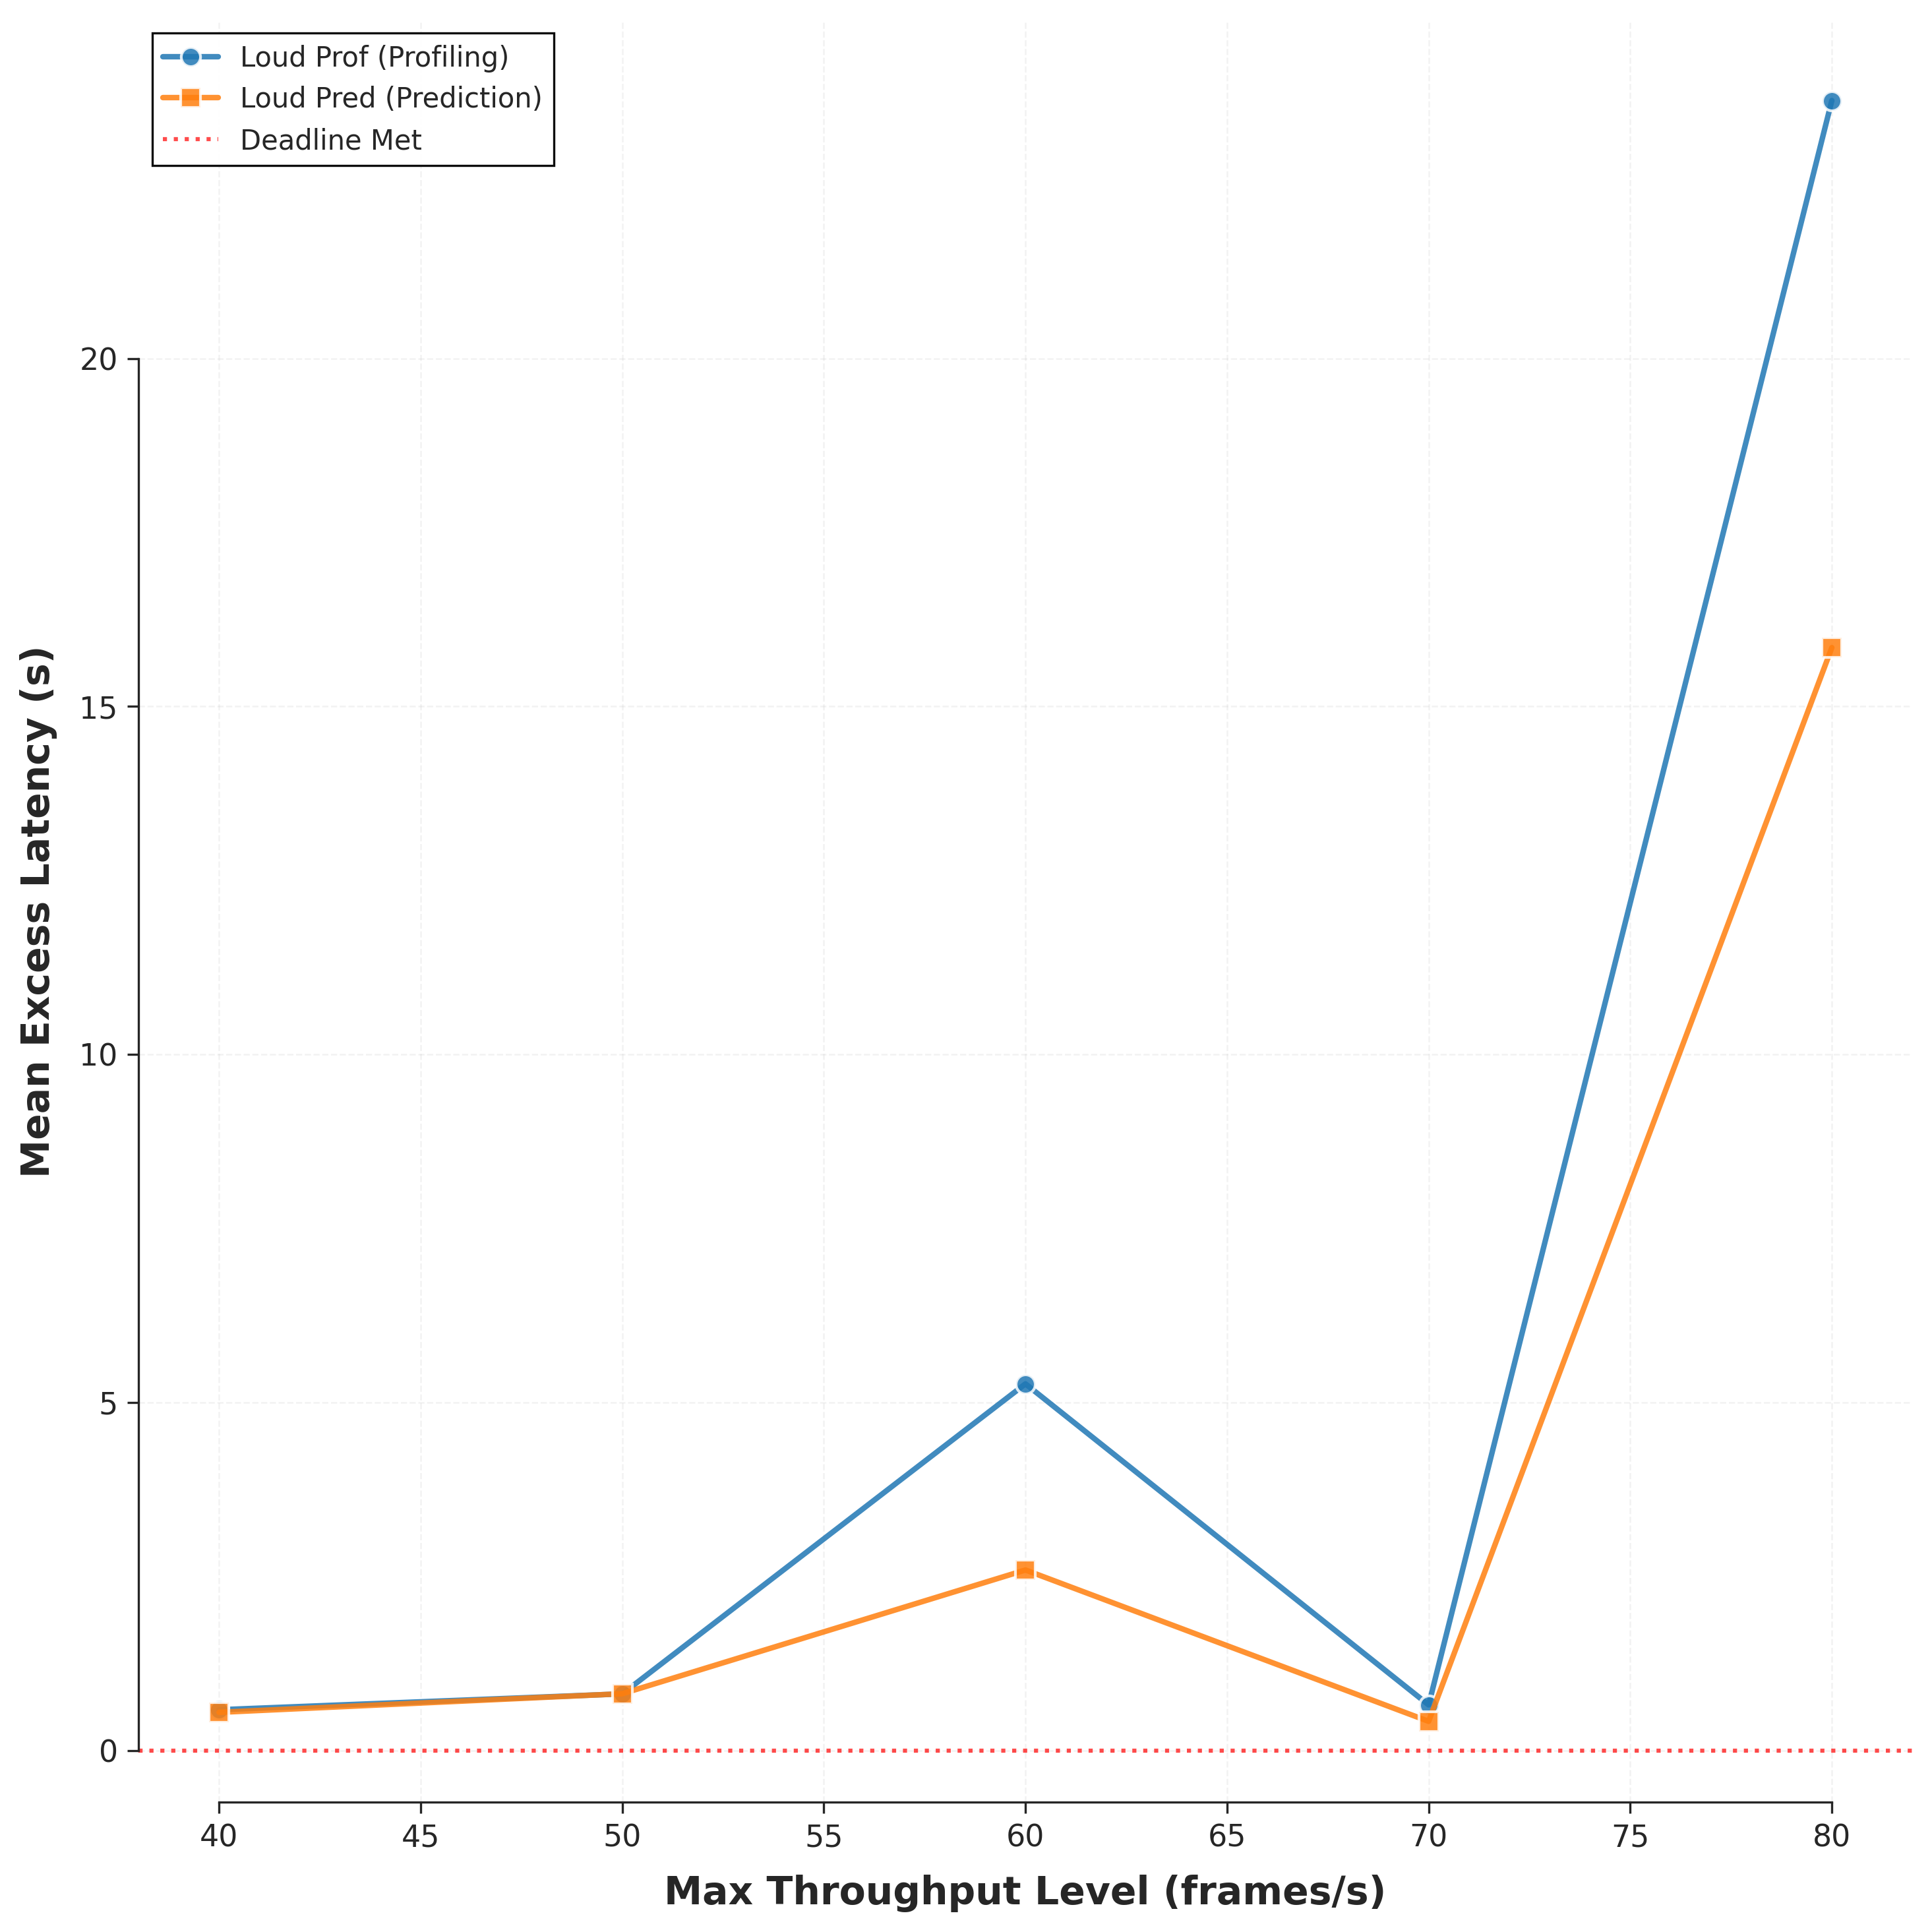 Loud Prof (Profiling)
Loud Pred (Prediction)
Deadline Met
Mean Excess Latency (s)
20
15
10
5
0
40 45 50 55 60 65 70 75 80
Max Throughput Level (frames/s)